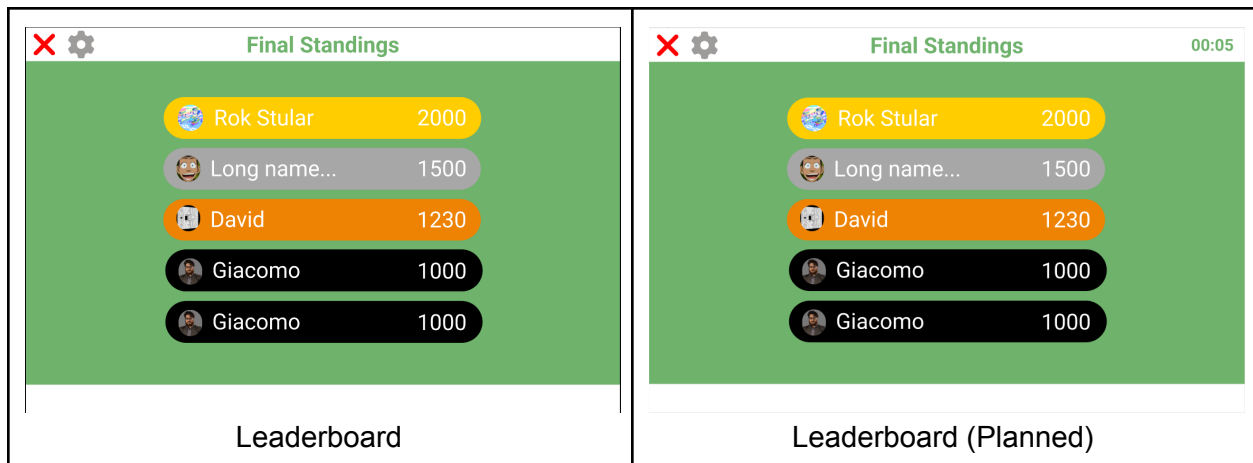 Final Standings
Rok Stular 2000
Long name... 1500
David 1230
Giacomo 1000
Giacomo 1000
Leaderboard
Final Standings 00:05
Rok Stular 2000
Long name... 1500
David 1230
Giacomo 1000
Giacomo 1000
Leaderboard (Planned)